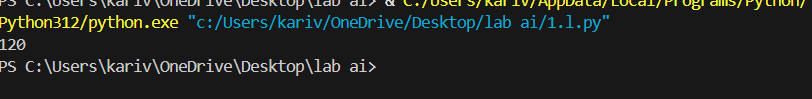 PS C:\Users\kariv\OneDrive\Desktop\lab ai> & C:/Users/kariv/AppData/Local/Programs/Python/
Python312/python.exe "c:/Users/kariv/OneDrive/Desktop/lab ai/1.l.py"
120
PS C:\Users\kariv\OneDrive\Desktop\lab ai>